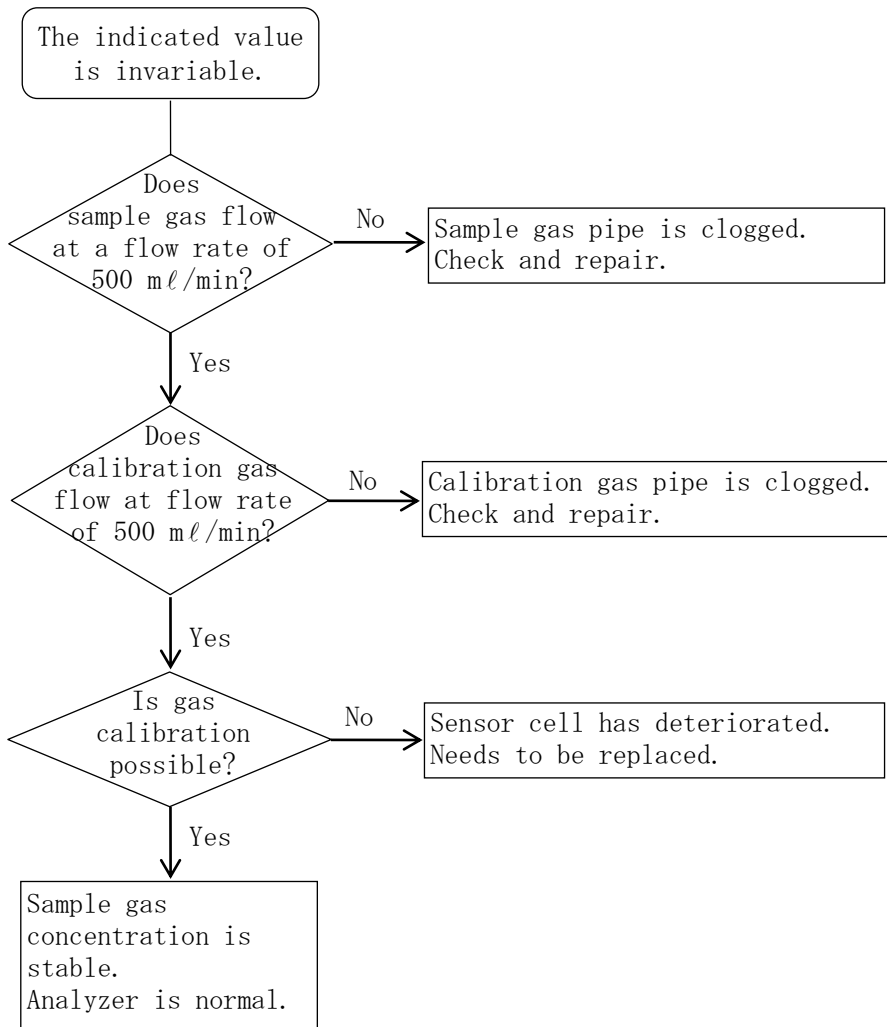 The indicated value
is invariable.
Does
sample gas flow
at a flow rate of
500 mℓ/min?
No
Sample gas pipe is clogged.
Check and repair.
Yes
Does
calibration gas
flow at flow rate
of 500 mℓ/min?
No
Calibration gas pipe is clogged.
Check and repair.
Yes
Is gas
calibration
possible?
No
Sensor cell has deteriorated.
Needs to be replaced.
Yes
Sample gas
concentration is
stable.
Analyzer is normal.